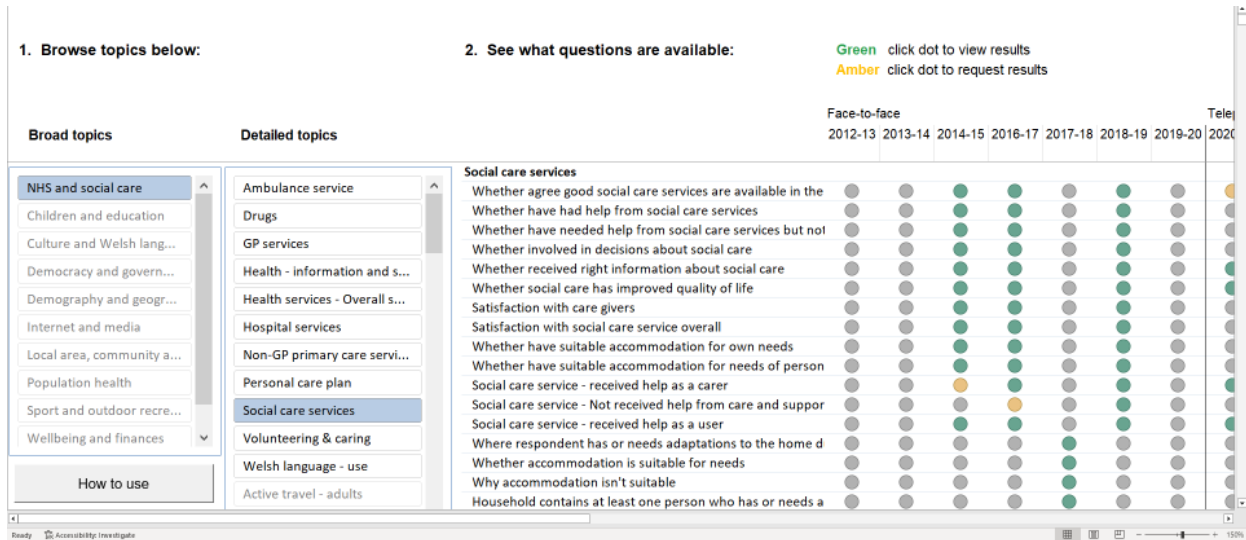 1. Browse topics below:
2. See what questions are available:
Green click dot to view results
Amber click dot to request results
Broad topics
Detailed topics
Face-to-face
Tele
2012-13 2013-14 2014-15 2016-17 2017-18 2018-19 2019-20 2020
NHS and social care
Children and education
Culture and Welsh lang...
Democracy and govern...
Demography and geogr...
Internet and media
Local area, community a...
Population health
Sport and outdoor recre...
Wellbeing and finances
How to use
Ambulance service
Drugs
GP services
Health - information and s...
Health services - Overall s...
Hospital services
Non-GP primary care servi...
Personal care plan
Social care services
Volunteering & caring
Welsh language - use
Active travel - adults
Social care services
Whether agree good social care services are available in the
Whether have had help from social care services
Whether have needed help from social care services but not
Whether involved in decisions about social care
Whether received right information about social care
Whether social care has improved quality of life
Satisfaction with care givers
Satisfaction with social care service overall
Whether have suitable accommodation for own needs
Whether have suitable accommodation for needs of person
Social care service - received help as a carer
Social care service - Not received help from care and suppor
Social care service - received help as a user
Where respondent has or needs adaptations to the home d
Whether accommodation is suitable for needs
Why accommodation isn't suitable
Household contains at least one person who has or needs a
Ready Accessibility: Investigate
150%